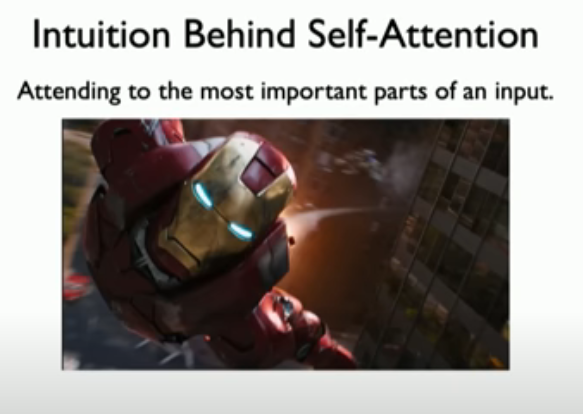 Intuition Behind Self-Attention
Attending to the most important parts of an input.